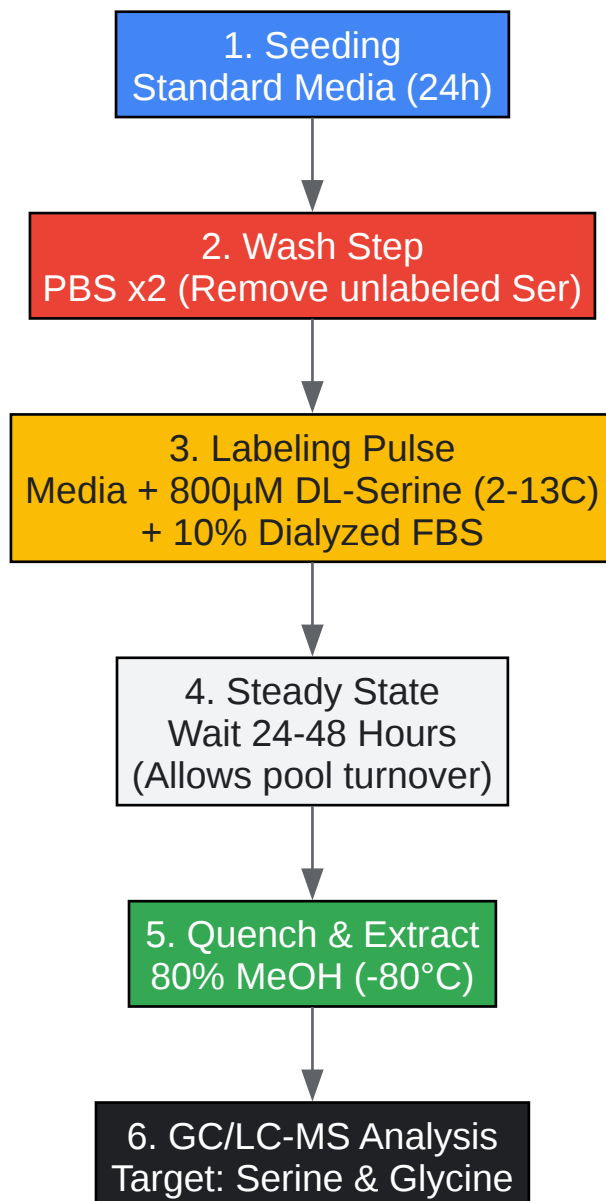 1. Seeding
Standard Media (24h)
2. Wash Step
PBS x2 (Remove unlabeled Ser)
3. Labeling Pulse
Media + 800µM DL-Serine (2-13C)
+ 10% Dialyzed FBS
4. Steady State
Wait 24-48 Hours
(Allows pool turnover)
5. Quench & Extract
80% MeOH (-80°C)
6. GC/LC-MS Analysis
Target: Serine & Glycine